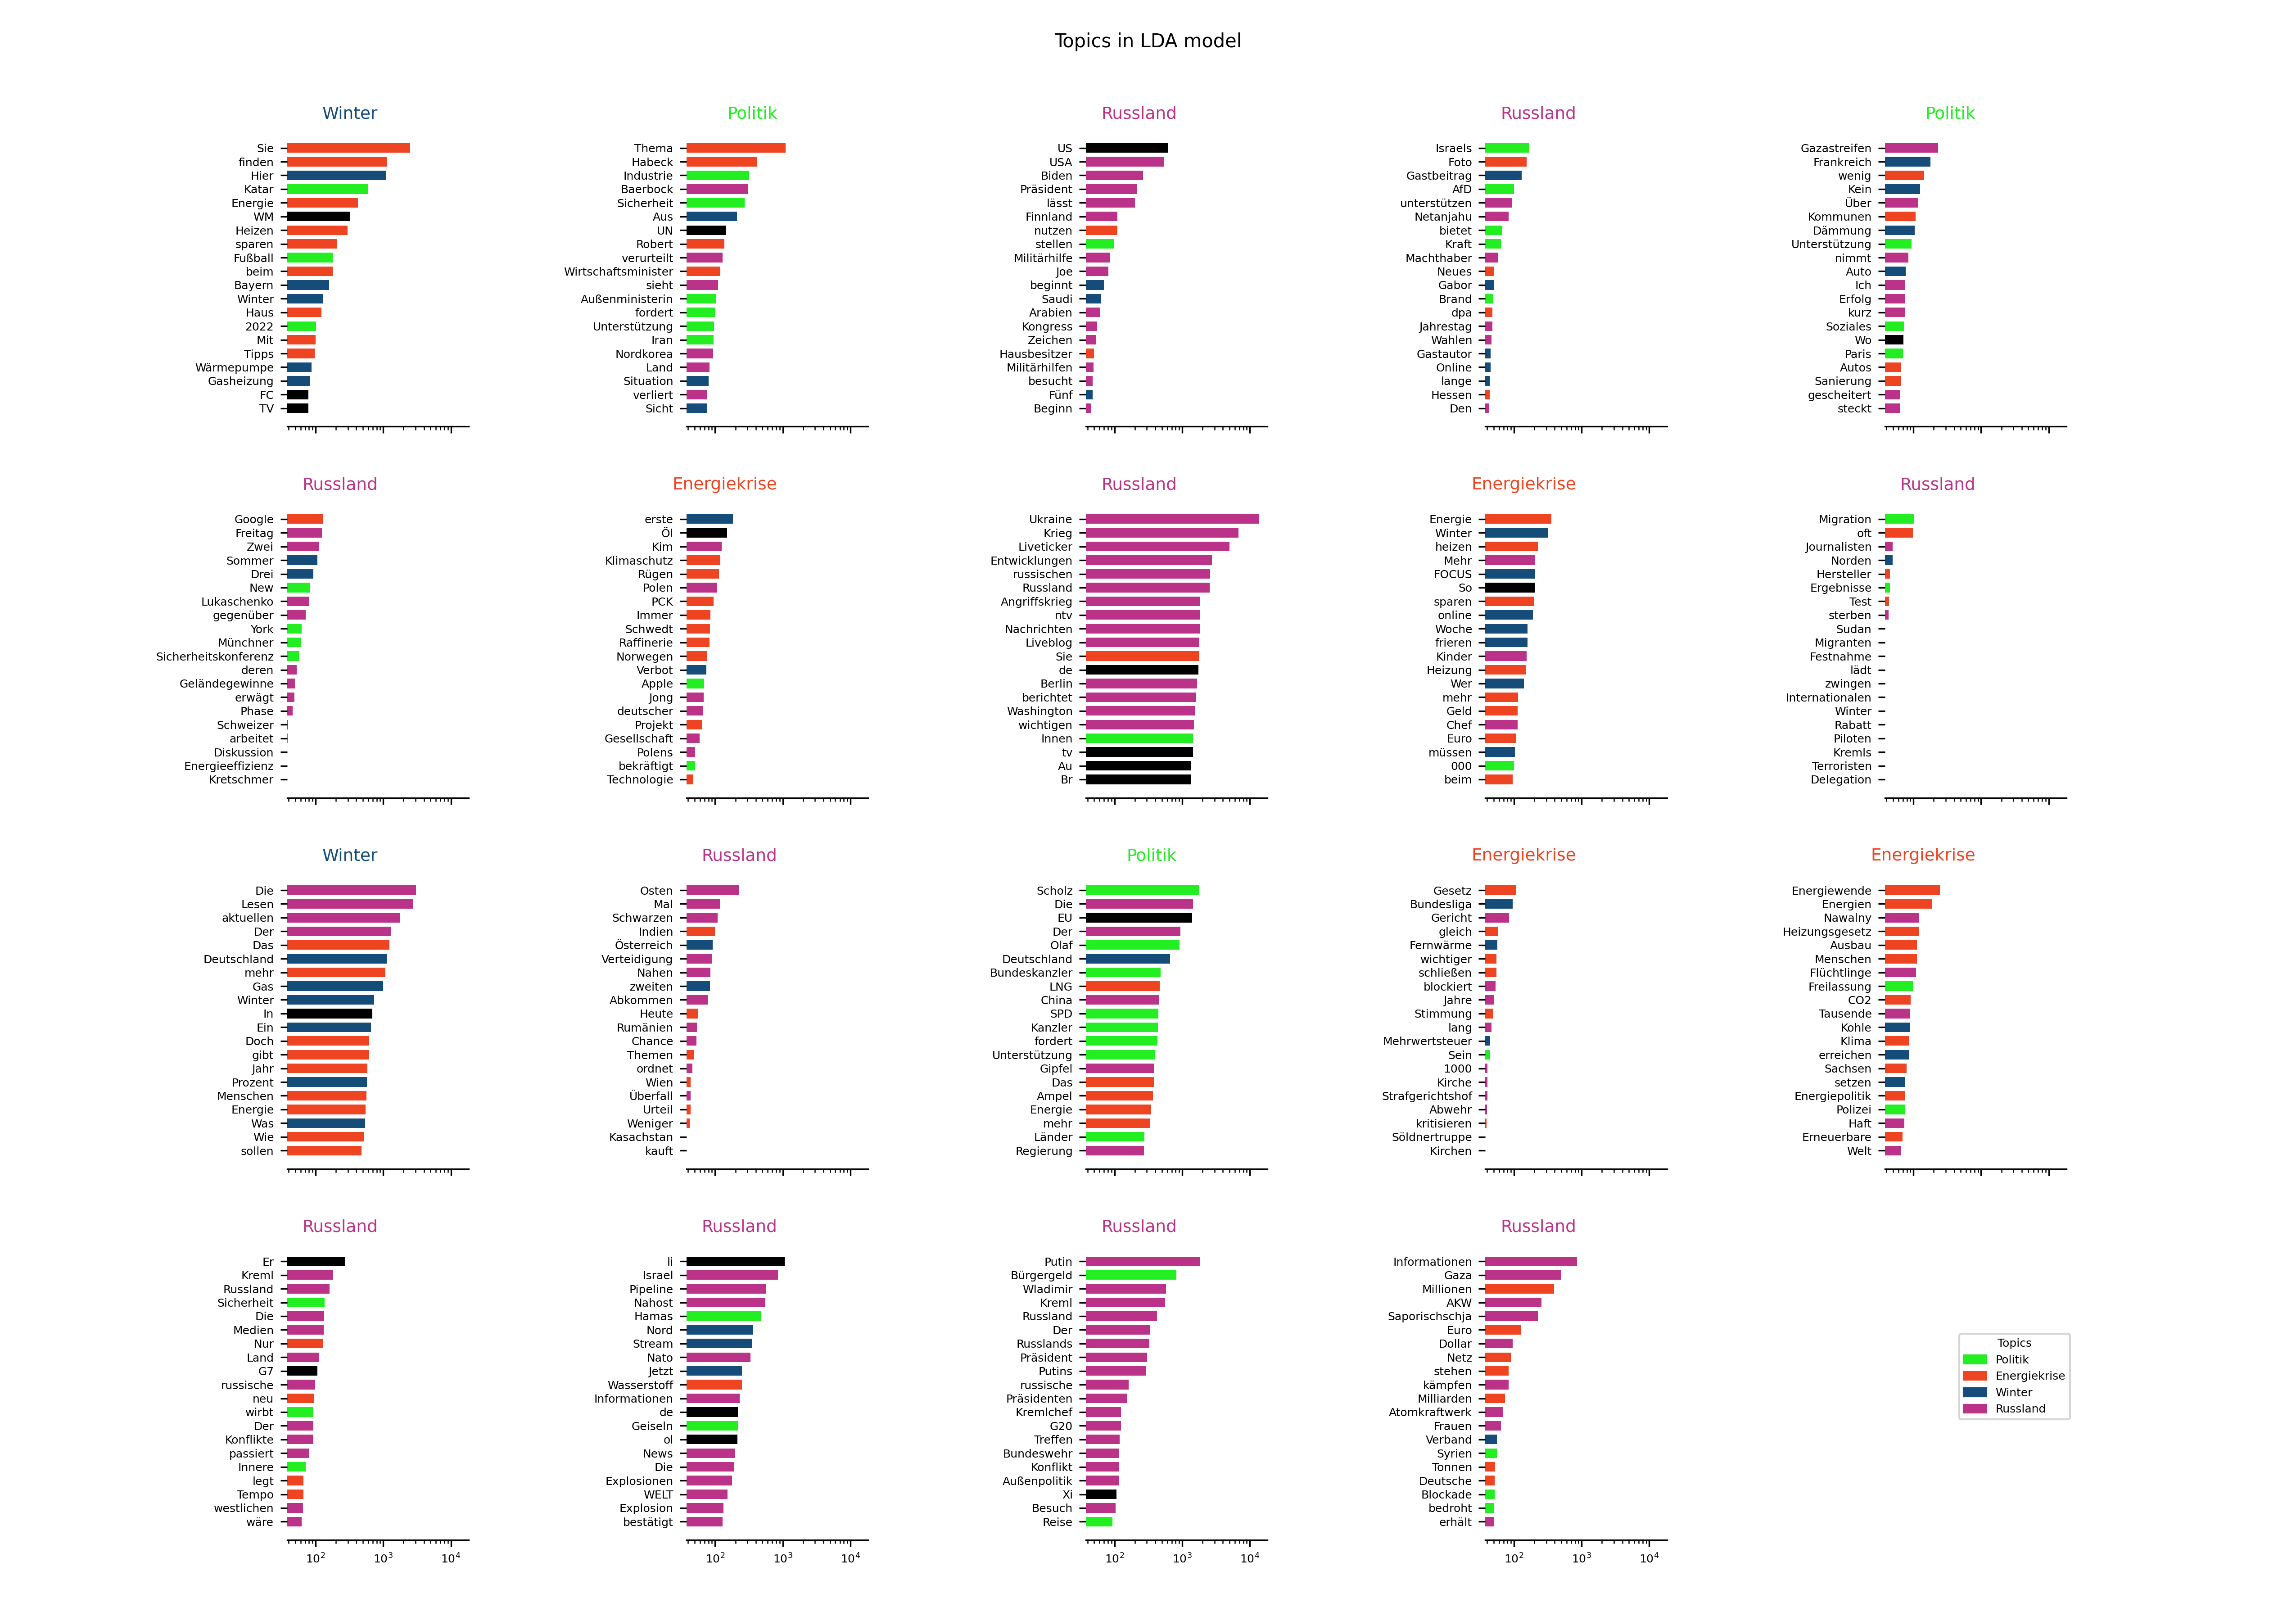 Topics in LDA model
Winter
Sie
finden
Hier
Katar
Energie
WM
Heizen
sparen
Fußball
beim
Bayern
Winter
Haus
2022
Mit
Tipps
Wärmepumpe
Gasheizung
FC
TV
Politik
Thema
Habeck
Industrie
Baerbock
Sicherheit
Aus
UN
Robert
verurteilt
Wirtschaftsminister
sieht
Außenministerin
fordert
Unterstützung
Iran
Nordkorea
Land
Situation
verliert
Sicht
Russland
US
USA
Biden
Präsident
lässt
Finnland
nutzen
stellen
Militärhilfe
Joe
beginnt
Saudi
Arabien
Kongress
Zeichen
Hausbesitzer
Militärhilfen
besucht
Fünf
Beginn
Russland
Israels
Foto
Gastbeitrag
AfD
unterstützen
Netanjahu
bietet
Kraft
Machthaber
Neues
Gabor
Brand
dpa
Jahrestag
Wahlen
Gastautor
Online
lange
Hessen
Den
Politik
Gazastreifen
Frankreich
wenig
Kein
Über
Kommunen
Dämmung
Unterstützung
nimmt
Auto
Ich
Erfolg
kurz
Soziales
Wo
Paris
Autos
Sanierung
gescheitert
steckt
Russland
Google
Freitag
Zwei
Sommer
Drei
New
Lukaschenko
gegenüber
York
Münchner
Sicherheitskonferenz
deren
Geländegewinne
erwägt
Phase
Schweizer
arbeitet
Diskussion
Energieeffizienz
Kretschmer
Energiekrise
erste
Öl
Kim
Klimaschutz
Rügen
Polen
PCK
Immer
Schwedt
Raffinerie
Norwegen
Verbot
Apple
Jong
deutscher
Projekt
Gesellschaft
Polens
bekräftigt
Technologie
Russland
Ukraine
Krieg
Liveticker
Entwicklungen
russischen
Russland
Angriffskrieg
ntv
Nachrichten
Liveblog
Sie
de
Berlin
berichtet
Washington
wichtigen
Innen
tv
Au
Br
Energiekrise
Energie
Winter
heizen
Mehr
FOCUS
So
sparen
online
Woche
frieren
Kinder
Heizung
Wer
mehr
Geld
Chef
Euro
müssen
000
beim
Russland
Migration
oft
Journalisten
Norden
Hersteller
Ergebnisse
Test
sterben
Sudan
Migranten
Festnahme
lädt
zwingen
Internationalen
Winter
Rabatt
Piloten
Kremls
Terroristen
Delegation
Winter
Die
Lesen
aktuellen
Der
Das
Deutschland
mehr
Gas
Winter
In
Ein
Doch
gibt
Jahr
Prozent
Menschen
Energie
Was
Wie
sollen
Russland
Osten
Mal
Schwarzen
Indien
Österreich
Verteidigung
Nahen
zweiten
Abkommen
Heute
Rumänien
Chance
Themen
ordnet
Wien
Überfall
Urteil
Weniger
Kasachstan
kauft
Politik
Scholz
Die
EU
Der
Olaf
Deutschland
Bundeskanzler
LNG
China
SPD
Kanzler
fordert
Unterstützung
Gipfel
Das
Ampel
Energie
mehr
Länder
Regierung
Energiekrise
Gesetz
Bundesliga
Gericht
gleich
Fernwärme
wichtiger
schließen
blockiert
Jahre
Stimmung
lang
Mehrwertsteuer
Sein
1000
Kirche
Strafgerichtshof
Abwehr
kritisieren
Söldnertruppe
Kirchen
Energiekrise
Energiewende
Energien
Nawalny
Heizungsgesetz
Ausbau
Menschen
Flüchtlinge
Freilassung
CO2
Tausende
Kohle
Klima
erreichen
Sachsen
setzen
Energiepolitik
Polizei
Haft
Erneuerbare
Welt
Russland
Er
Kreml
Russland
Sicherheit
Die
Medien
Nur
Land
G7
russische
neu
wirbt
Der
Konflikte
passiert
Innere
legt
Tempo
westlichen
wäre
10² 10³ 10⁴
Russland
li
Israel
Pipeline
Nahost
Hamas
Nord
Stream
Nato
Jetzt
Wasserstoff
Informationen
de
Geiseln
ol
News
Die
Explosionen
WELT
Explosion
bestätigt
10² 10³ 10⁴
Russland
Putin
Bürgergeld
Wladimir
Kreml
Russland
Der
Russlands
Präsident
Putins
russische
Präsidenten
Kremlchef
G20
Treffen
Bundeswehr
Konflikt
Außenpolitik
Xi
Besuch
Reise
10² 10³ 10⁴
Russland
Informationen
Gaza
Millionen
AKW
Saporischschja
Euro
Dollar
Netz
stehen
kämpfen
Milliarden
Atomkraftwerk
Frauen
Verband
Syrien
Tonnen
Deutsche
Blockade
bedroht
erhält
10² 10³ 10⁴
Topics
Politik
Energiekrise
Winter
Russland